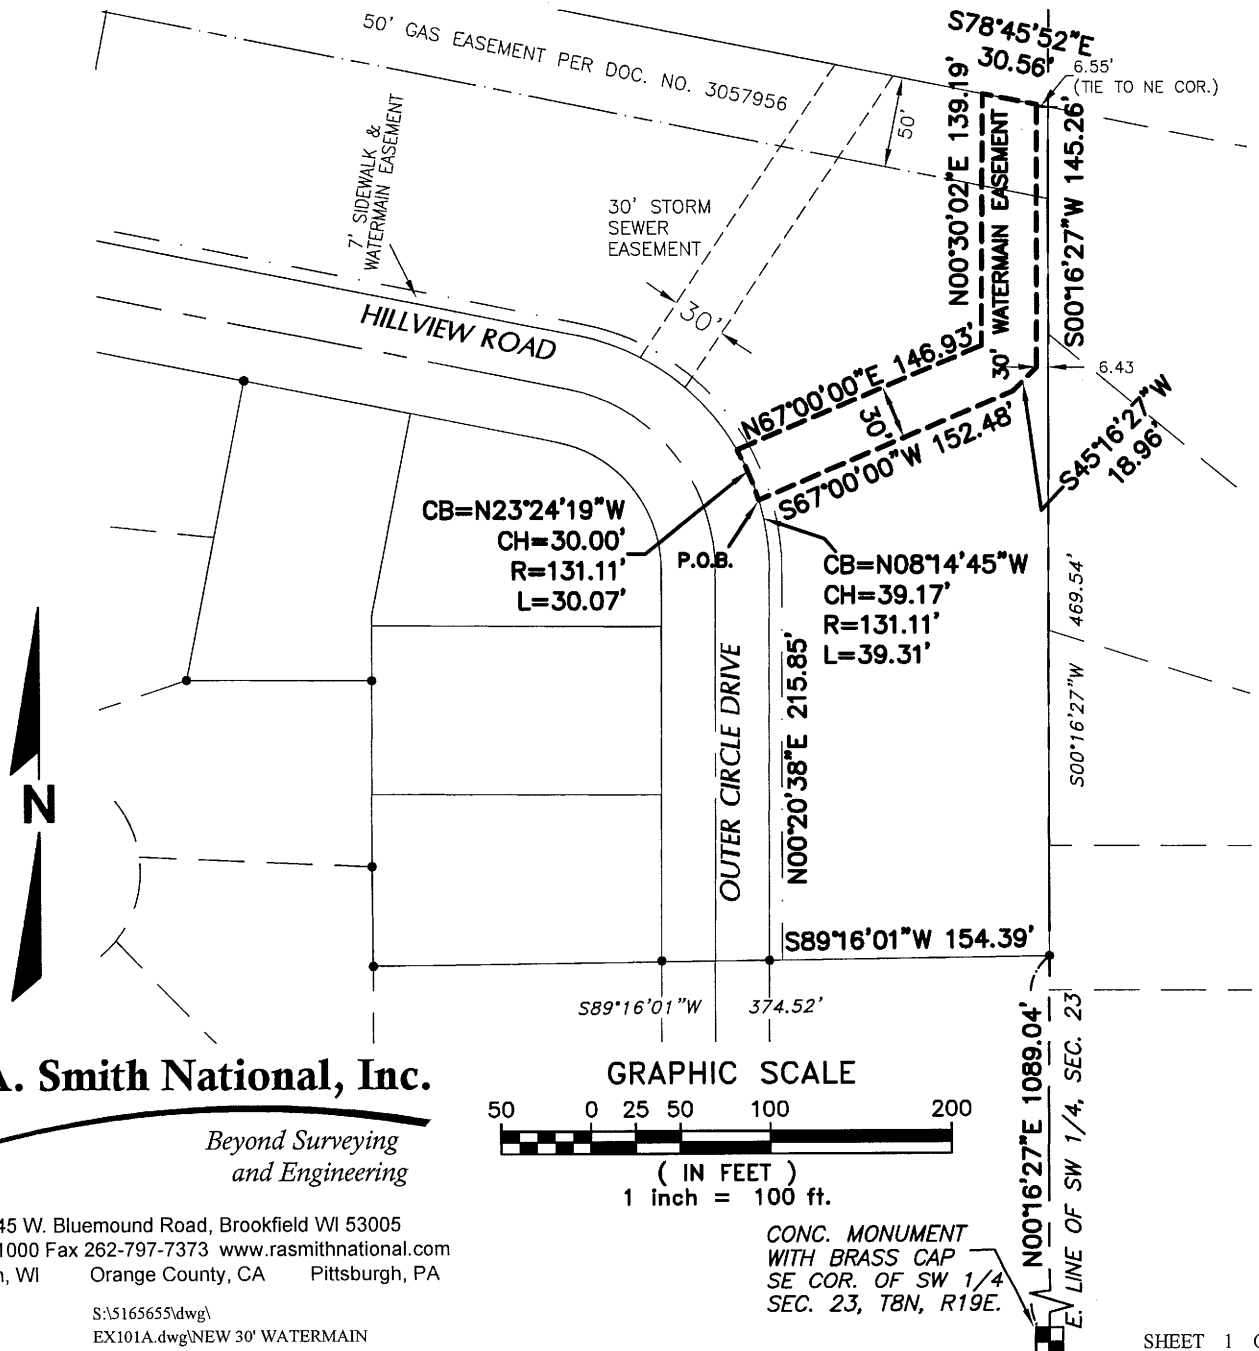 50' GAS EASEMENT PER DOC. NO. 3057956
S78°45'52"E
30.56'
6.55'
(TIE TO NE COR.)
N00°30'02"E 139.19'
30' WATERMAIN EASEMENT
S00°16'27"W 145.26'
50'
7' SIDEWALK &
WATERMAIN EASEMENT
30' STORM
SEWER
EASEMENT
30'
HILLVIEW ROAD
N67°00'00"E 146.93'
30'
S67°00'00"W 152.48'
6.43
S45°16'27"W
18.96'
CB=N23°24'19"W
CH=30.00'
R=131.11'
L=30.07'
P.O.B.
CB=N08°14'45"W
CH=39.17'
R=131.11'
L=39.31'
OUTER CIRCLE DRIVE
N00°20'38"E 215.85'
S00°16'27"W 469.54'
N
S89°16'01"W 154.39'
S89°16'01"W 374.52'
N00°16'27"E 1089.04'
E. LINE OF SW 1/4, SEC. 23
A. Smith National, Inc.
Beyond Surveying
and Engineering
GRAPHIC SCALE
50 0 25 50 100 200
( IN FEET )
1 inch = 100 ft.
45 W. Bluemound Road, Brookfield WI 53005
1000 Fax 262-797-7373 www.rasmithnational.com
, WI Orange County, CA Pittsburgh, PA
CONC. MONUMENT
WITH BRASS CAP
SE COR. OF SW 1/4
SEC. 23, T8N, R19E.
S:\5165655\dwg\
EX101A.dwg\NEW 30' WATERMAIN
SHEET 1